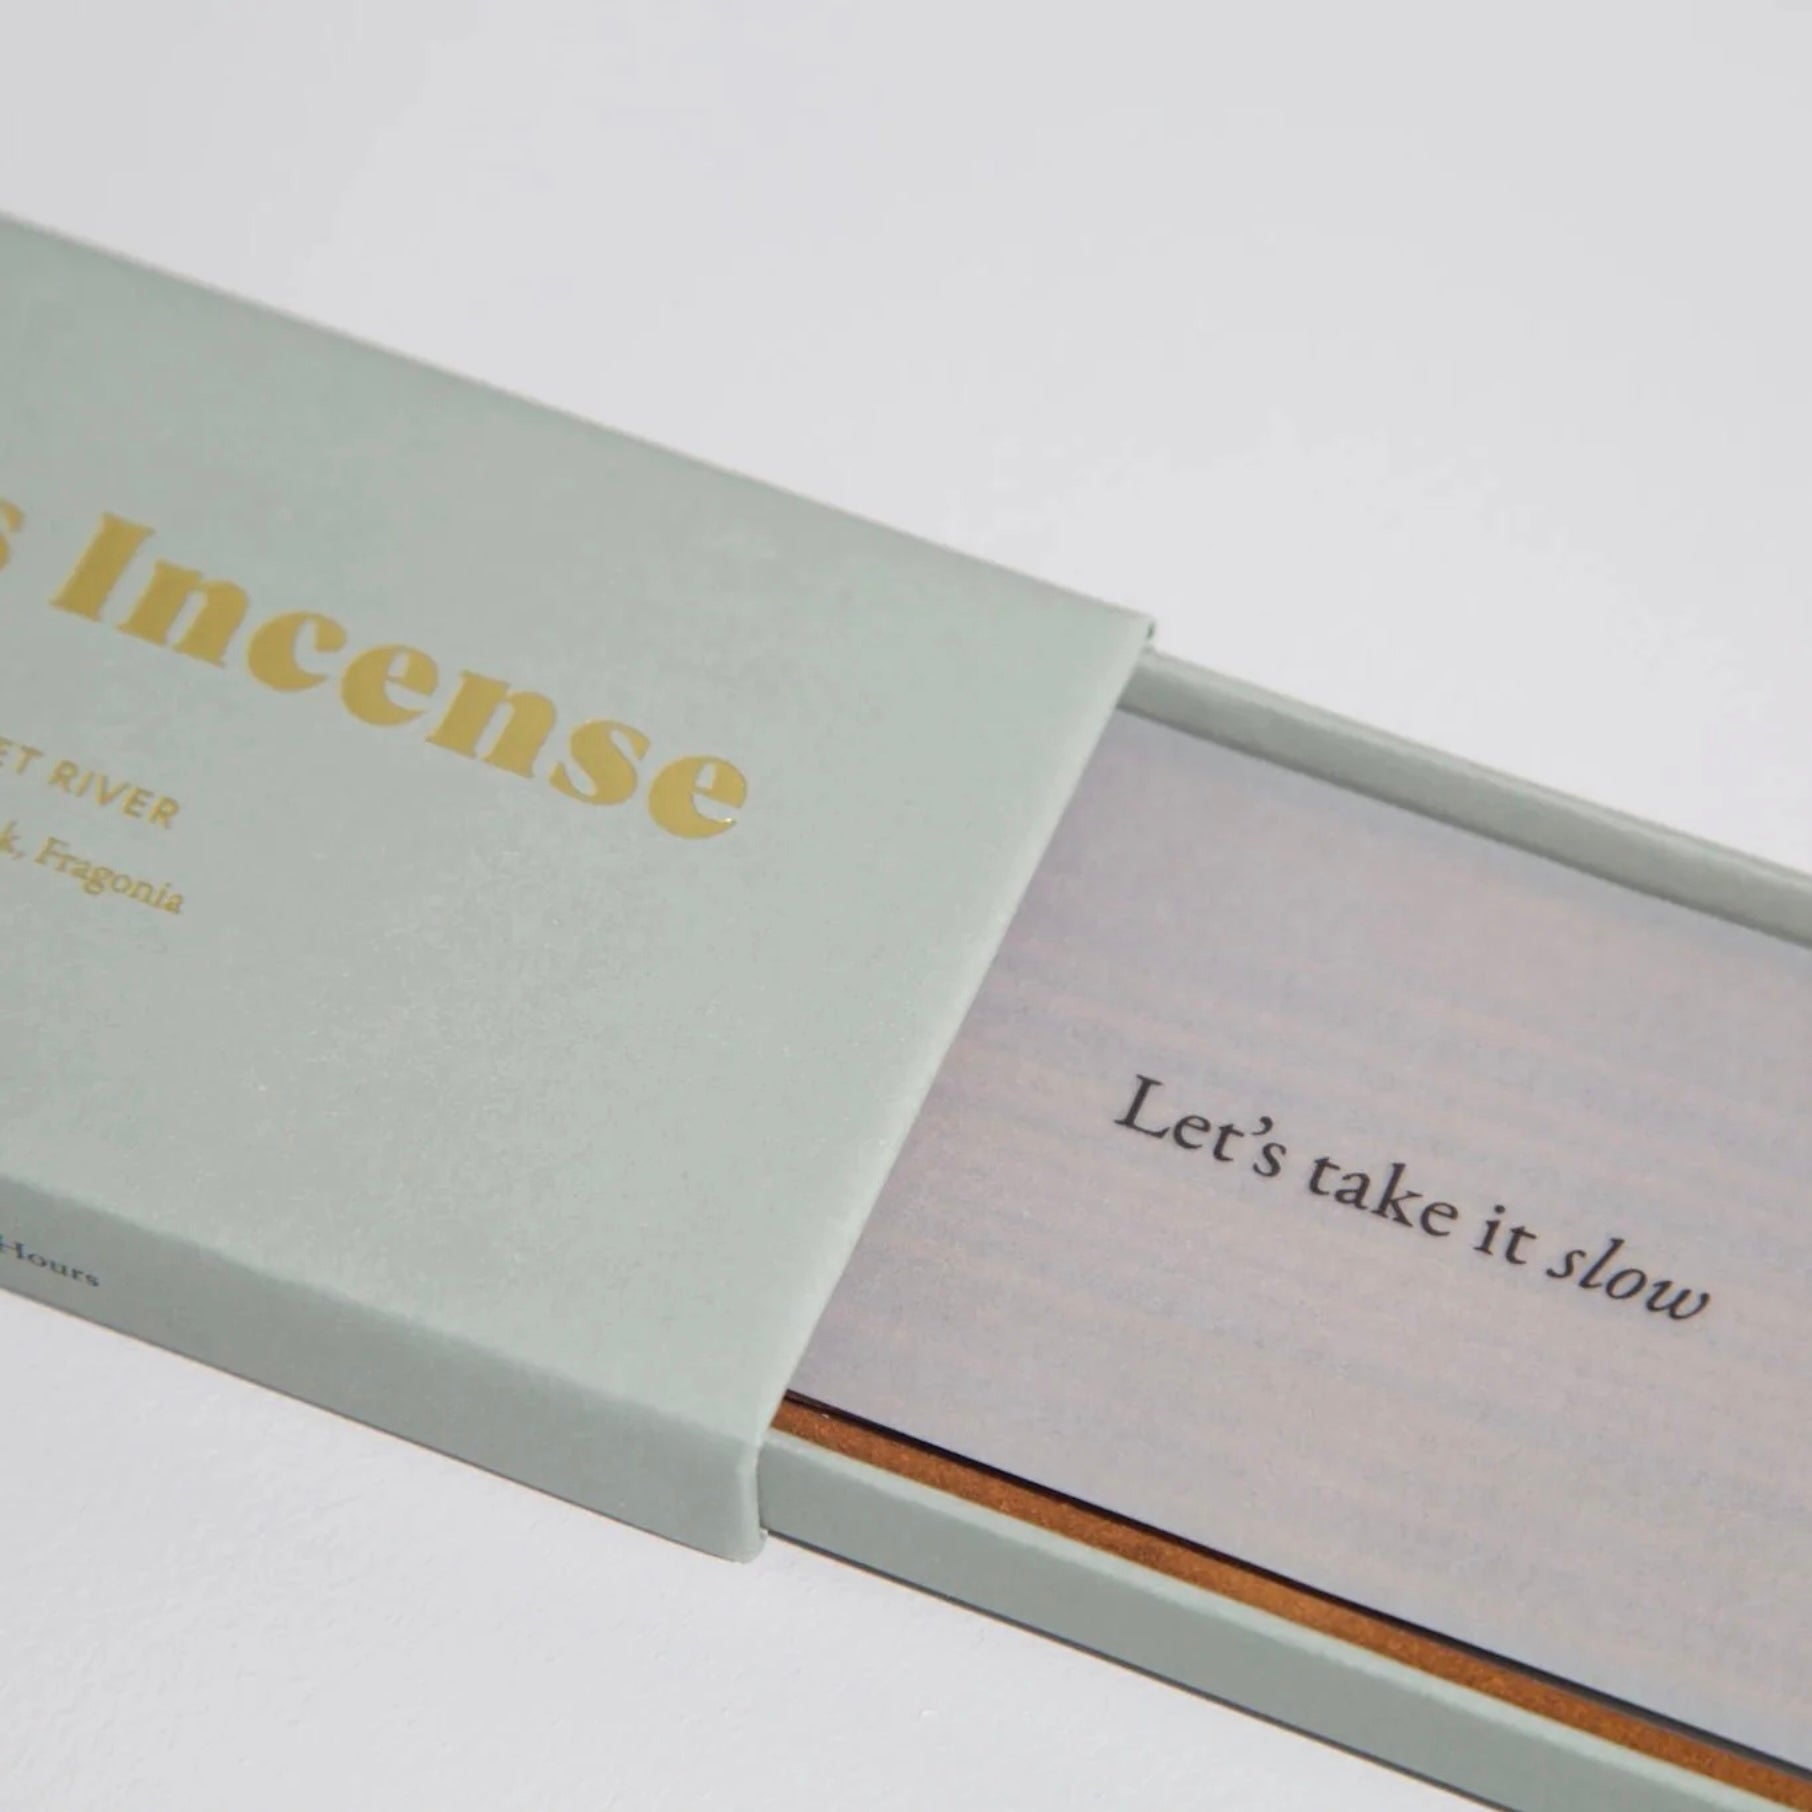 s Incense
ET RIVER
k, Fragonia
Hours
Let's take it slow